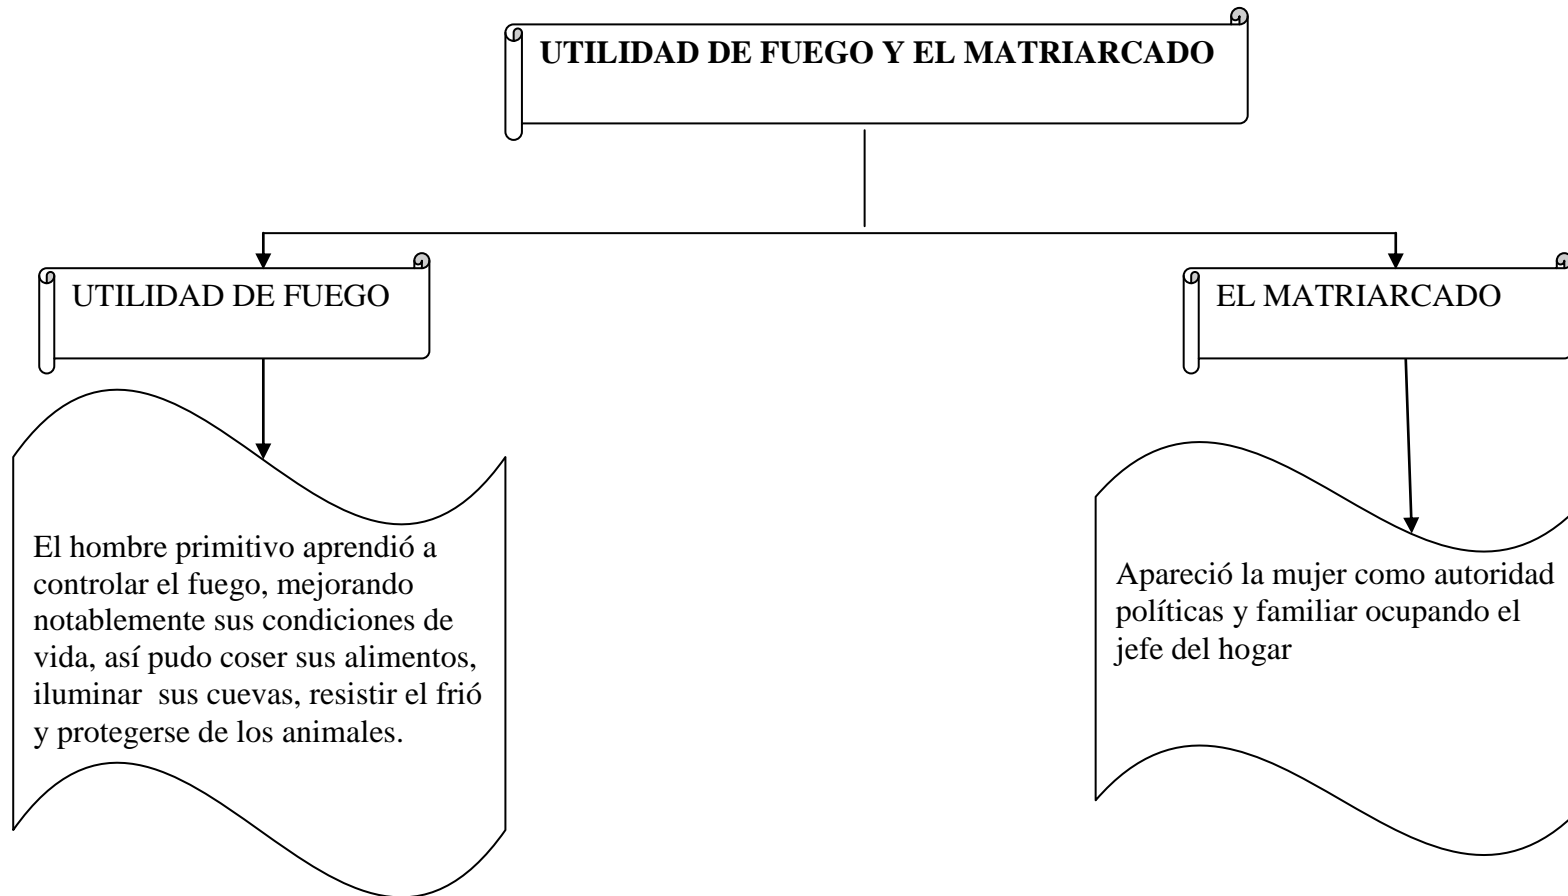 UTILIDAD DE FUEGO Y EL MATRIARCADO
UTILIDAD DE FUEGO
EL MATRIARCADO
El hombre primitivo aprendió a
controlar el fuego, mejorando
notablemente sus condiciones de
vida, así pudo coser sus alimentos,
iluminar  sus cuevas, resistir el frió
y protegerse de los animales.
Apareció la mujer como autoridad
políticas y familiar ocupando el
jefe del hogar